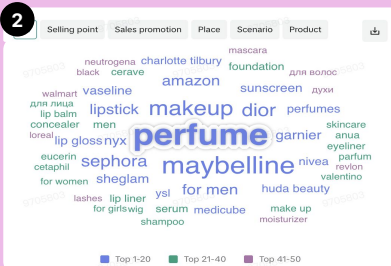 2
Selling point Sales promotion Place Scenario Product
mascara
neutrogena charlotte tilbury
foundation
black cerave
для волос
amazon
walmart vaseline
sunscreen духи
для лица
lipstick makeup dior perfumes
lip balm
concealer men
skincare
loreal lip gloss nyx perfume garnier anua
eyeliner
eucerin
sephora maybelline nivea parfum
cetaphil
revlon
for women sheglam
valentino
ysl for men huda beauty
lashes lip liner
for girls wig serum medicube make up
shampoo
moisturizer
Top 1-20 Top 21-40 Top 41-50